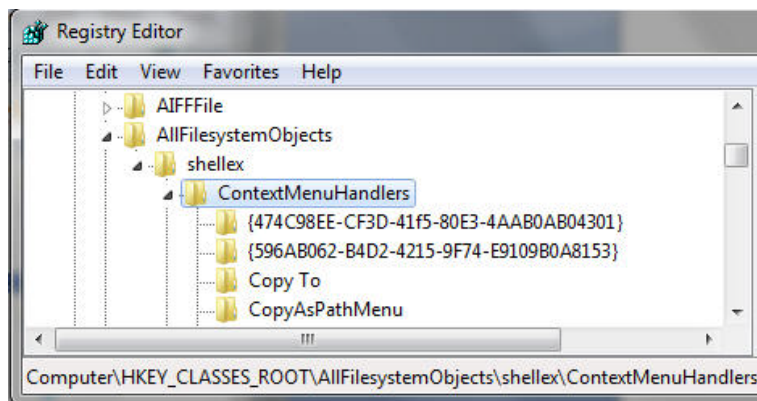 Registry Editor
File Edit View Favorites Help
AIFFFile
AllFilesystemObjects
shellex
ContextMenuHandlers
{474C98EE-CF3D-41f5-80E3-4AAB0AB04301}
{596AB062-B4D2-4215-9F74-E9109B0A8153}
Copy To
CopyAsPathMenu
Computer\HKEY_CLASSES_ROOT\AllFilesystemObjects\shellex\ContextMenuHandlers